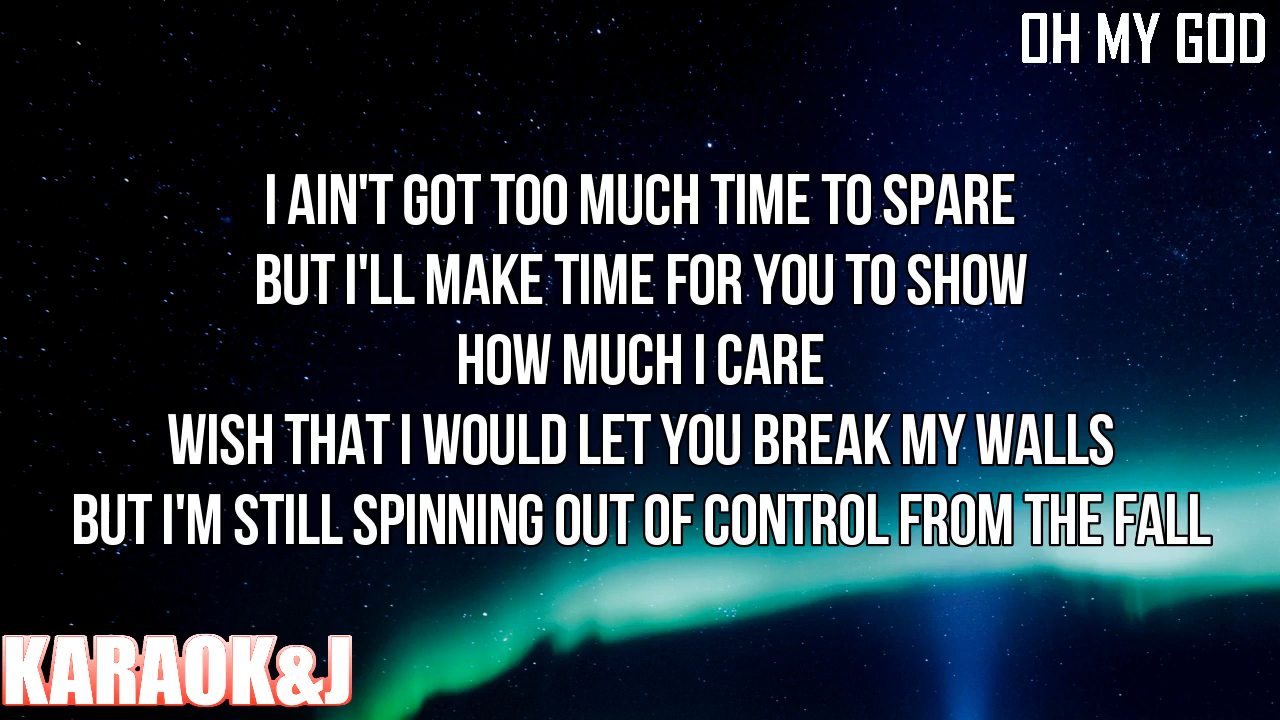 OH MY GOD
I AIN'T GOT TOO MUCH TIME TO SPARE
BUT I'LL MAKE TIME FOR YOU TO SHOW
HOW MUCH I CARE
WISH THAT I WOULD LET YOU BREAK MY WALLS
BUT I'M STILL SPINNING OUT OF CONTROL FROM THE FALL
KARAOK&J